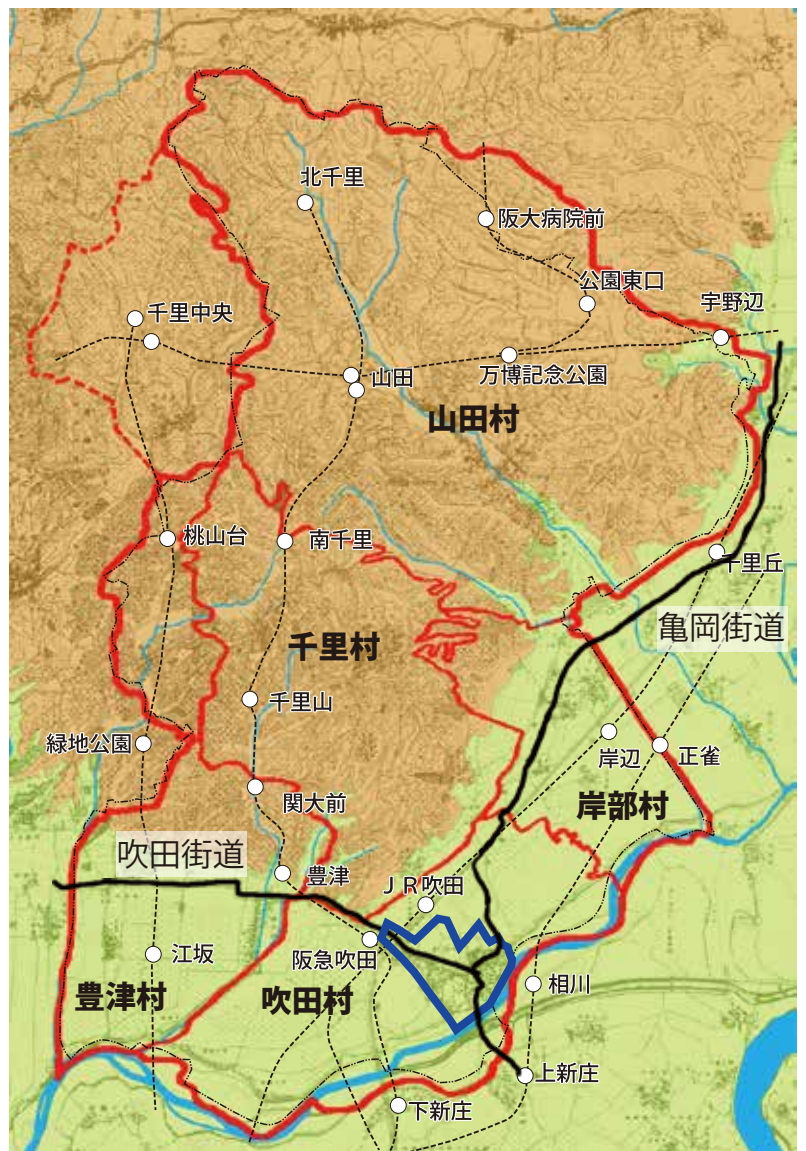 北千里
阪大病院前
公園東口
宇野辺
千里中央
山田
万博記念公園
山田村
桃山台
南千里
千里丘
亀岡街道
千里村
千里山
緑地公園
岸辺
正雀
関大前
岸部村
吹田街道
豊津
ＪＲ吹田
江坂
阪急吹田
相川
豊津村
吹田村
上新庄
下新庄